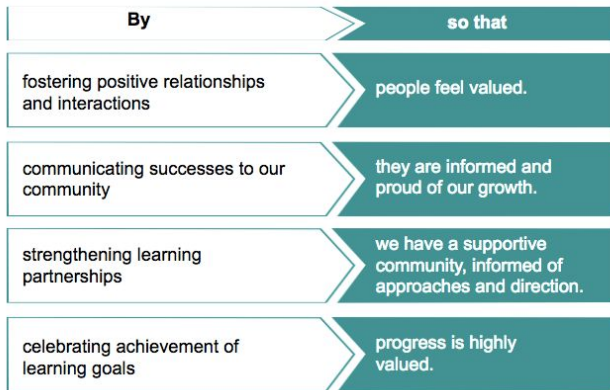 By
so that
fostering positive relationships
and interactions
people feel valued.
communicating successes to our
community
they are informed and
proud of our growth.
strengthening learning
partnerships
we have a supportive
community, informed of
approaches and direction.
celebrating achievement of
learning goals
progress is highly
valued.